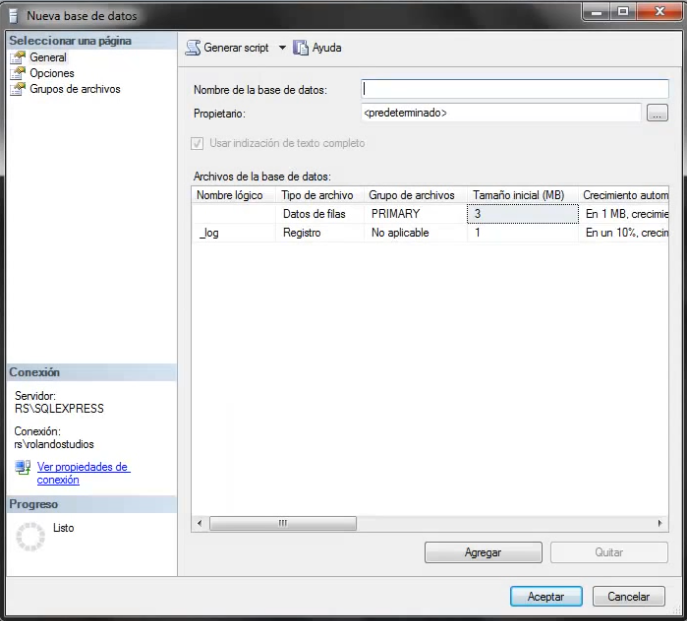 Nueva base de datos
Seleccionar una página
General
Opciones
Grupos de archivos
Generar script Ayuda
Nombre de la base de datos:
Propietario: <predeterminado> ...
Usar indización de texto completo
Archivos de la base de datos:
Nombre lógico Tipo de archivo Grupo de archivos Tamaño inicial (MB) Crecimiento autom
Datos de filas PRIMARY 3 En 1 MB, crecimie
_log Registro No aplicable 1 En un 10%, crecin
Conexión
Servidor:
RS\SQLEXPRESS
Conexión:
rs\rolandostudios
Ver propiedades de
conexión
Progreso
Listo
Agregar Quitar
Aceptar Cancelar